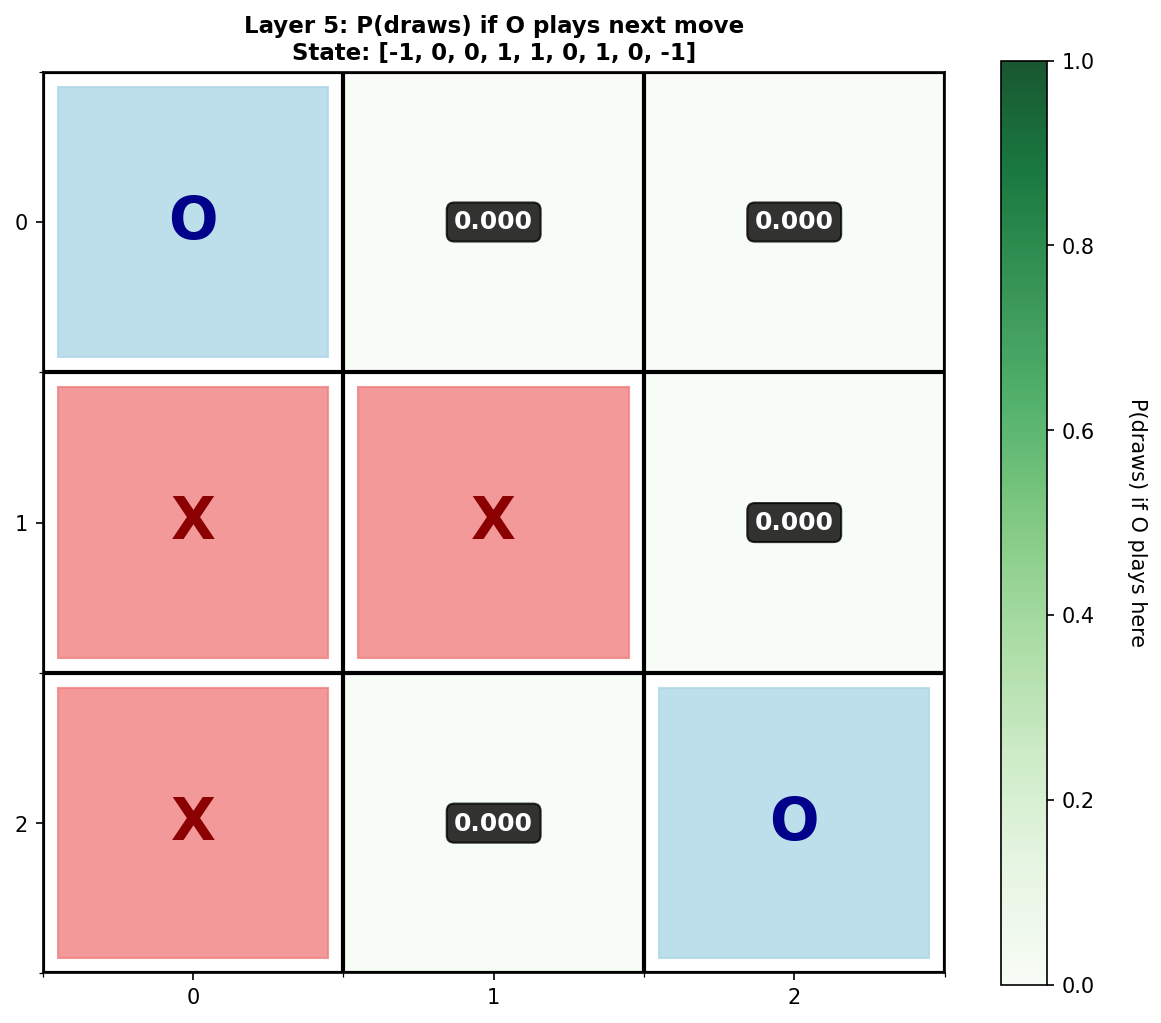 Layer 5: P(draws) if O plays next move
State: [-1, 0, 0, 1, 1, 0, 1, 0, -1]
O
0.000
0.000
X
X
0.000
X
0.000
O
0
1
2
0
1
2
1.0
0.8
0.6
0.4
0.2
0.0
P(draws) if O plays here